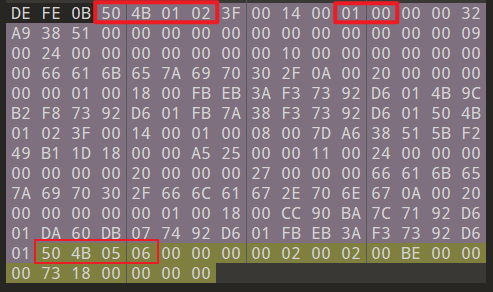 DE FE 0B 50 4B 01 02 3F 00 14 00 01 00 00 00 32
A9 38 51 00 00 00 00 00 00 00 00 00 00 00 00 09
00 24 00 00 00 00 00 00 00 10 00 00 00 00 00 00
00 66 61 6B 65 7A 69 70 30 2F 0A 00 20 00 00 00
00 00 01 00 18 00 FB EB 3A F3 73 92 D6 01 4B 9C
B2 F8 73 92 D6 01 FB 7A 38 F3 73 92 D6 01 50 4B
01 02 3F 00 14 00 01 00 08 00 7D A6 38 51 5B F2
49 B1 1D 18 00 00 A5 25 00 00 11 00 24 00 00 00
00 00 00 00 20 00 00 00 27 00 00 00 66 61 6B 65
7A 69 70 30 2F 66 6C 61 67 2E 70 6E 67 0A 00 20
00 00 00 00 00 01 00 18 00 CC 90 BA 7C 71 92 D6
01 DA 60 DB 07 74 92 D6 01 FB EB 3A F3 73 92 D6
01 50 4B 05 06 00 00 00 00 02 00 02 00 BE 00 00
00 73 18 00 00 00 00